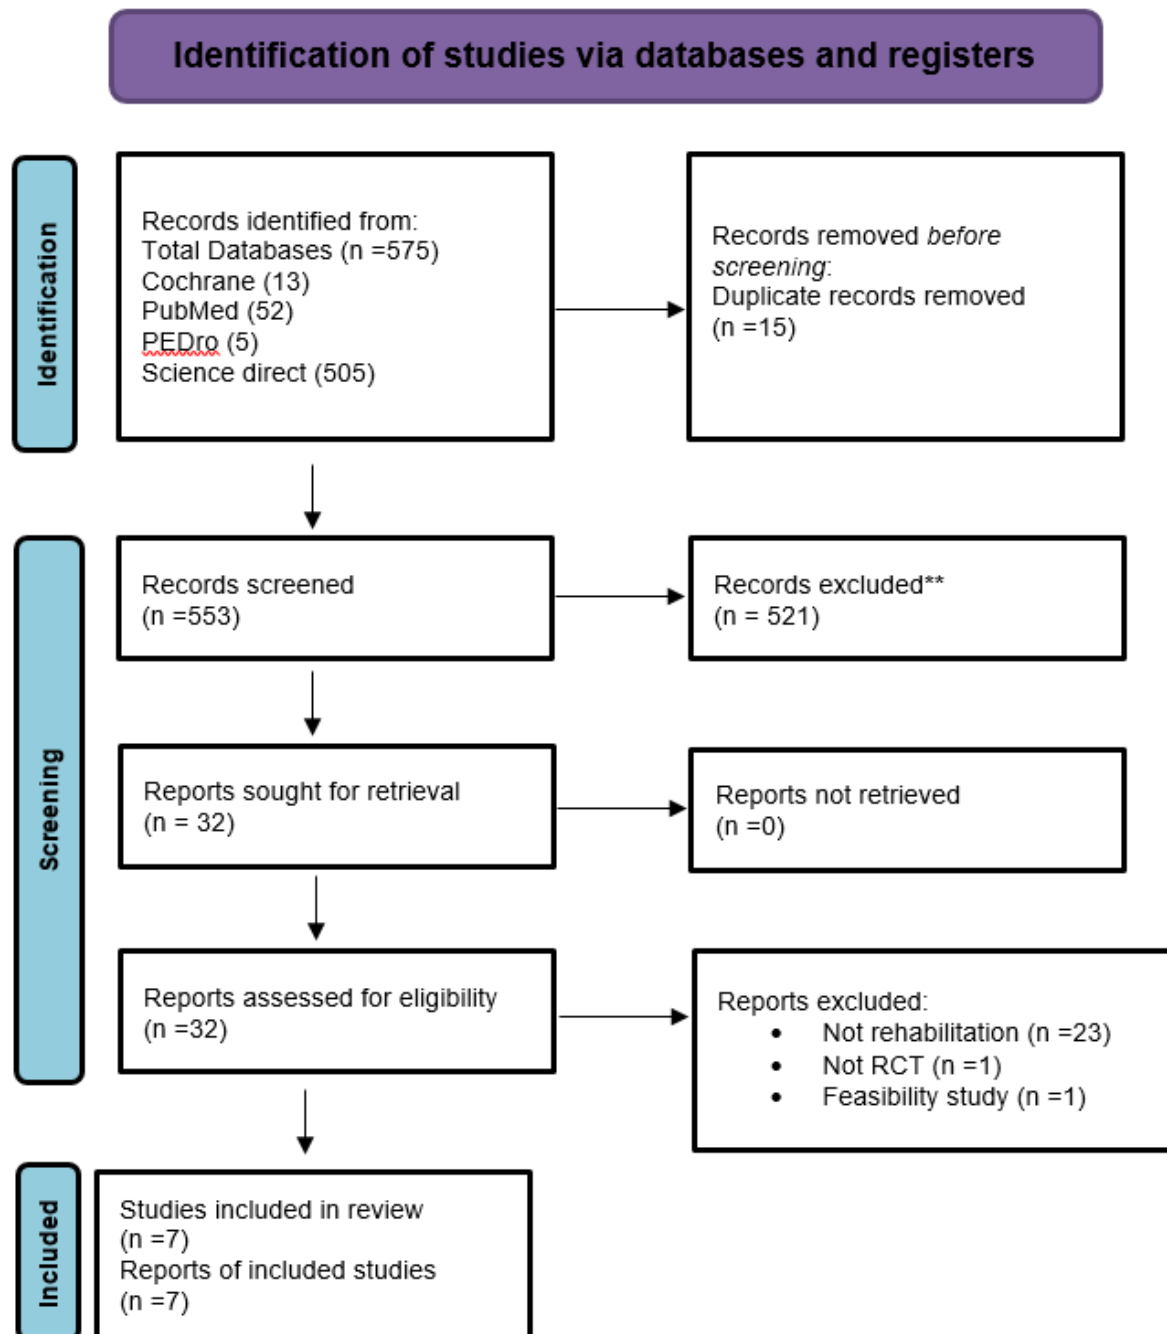 Identification of studies via databases and registers
Identification
Records identified from:
Total Databases (n =575)
Cochrane (13)
PubMed (52)
PEDro (5)
Science direct (505)
Records removed before
screening:
Duplicate records removed
(n =15)
Screening
Records screened
(n =553)
Records excluded**
(n = 521)
Reports sought for retrieval
(n = 32)
Reports not retrieved
(n =0)
Reports assessed for eligibility
(n =32)
Reports excluded:
• Not rehabilitation (n =23)
• Not RCT (n =1)
• Feasibility study (n =1)
Included
Studies included in review
(n =7)
Reports of included studies
(n =7)